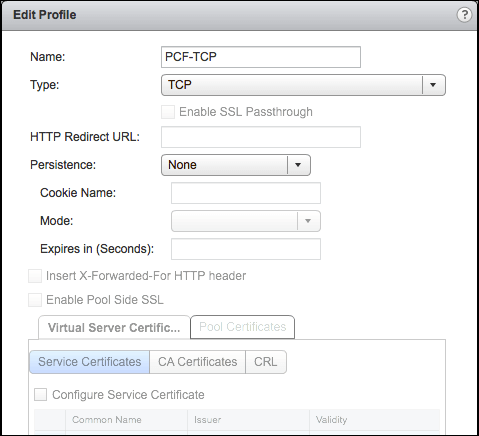 Edit Profile ?
Name: PCF-TCP
Type: TCP
Enable SSL Passthrough
HTTP Redirect URL:
Persistence: None
Cookie Name:
Mode:
Expires in (Seconds):
Insert X-Forwarded-For HTTP header
Enable Pool Side SSL
Virtual Server Certific... Pool Certificates
Service Certificates CA Certificates CRL
Configure Service Certificate
Common Name Issuer Validity